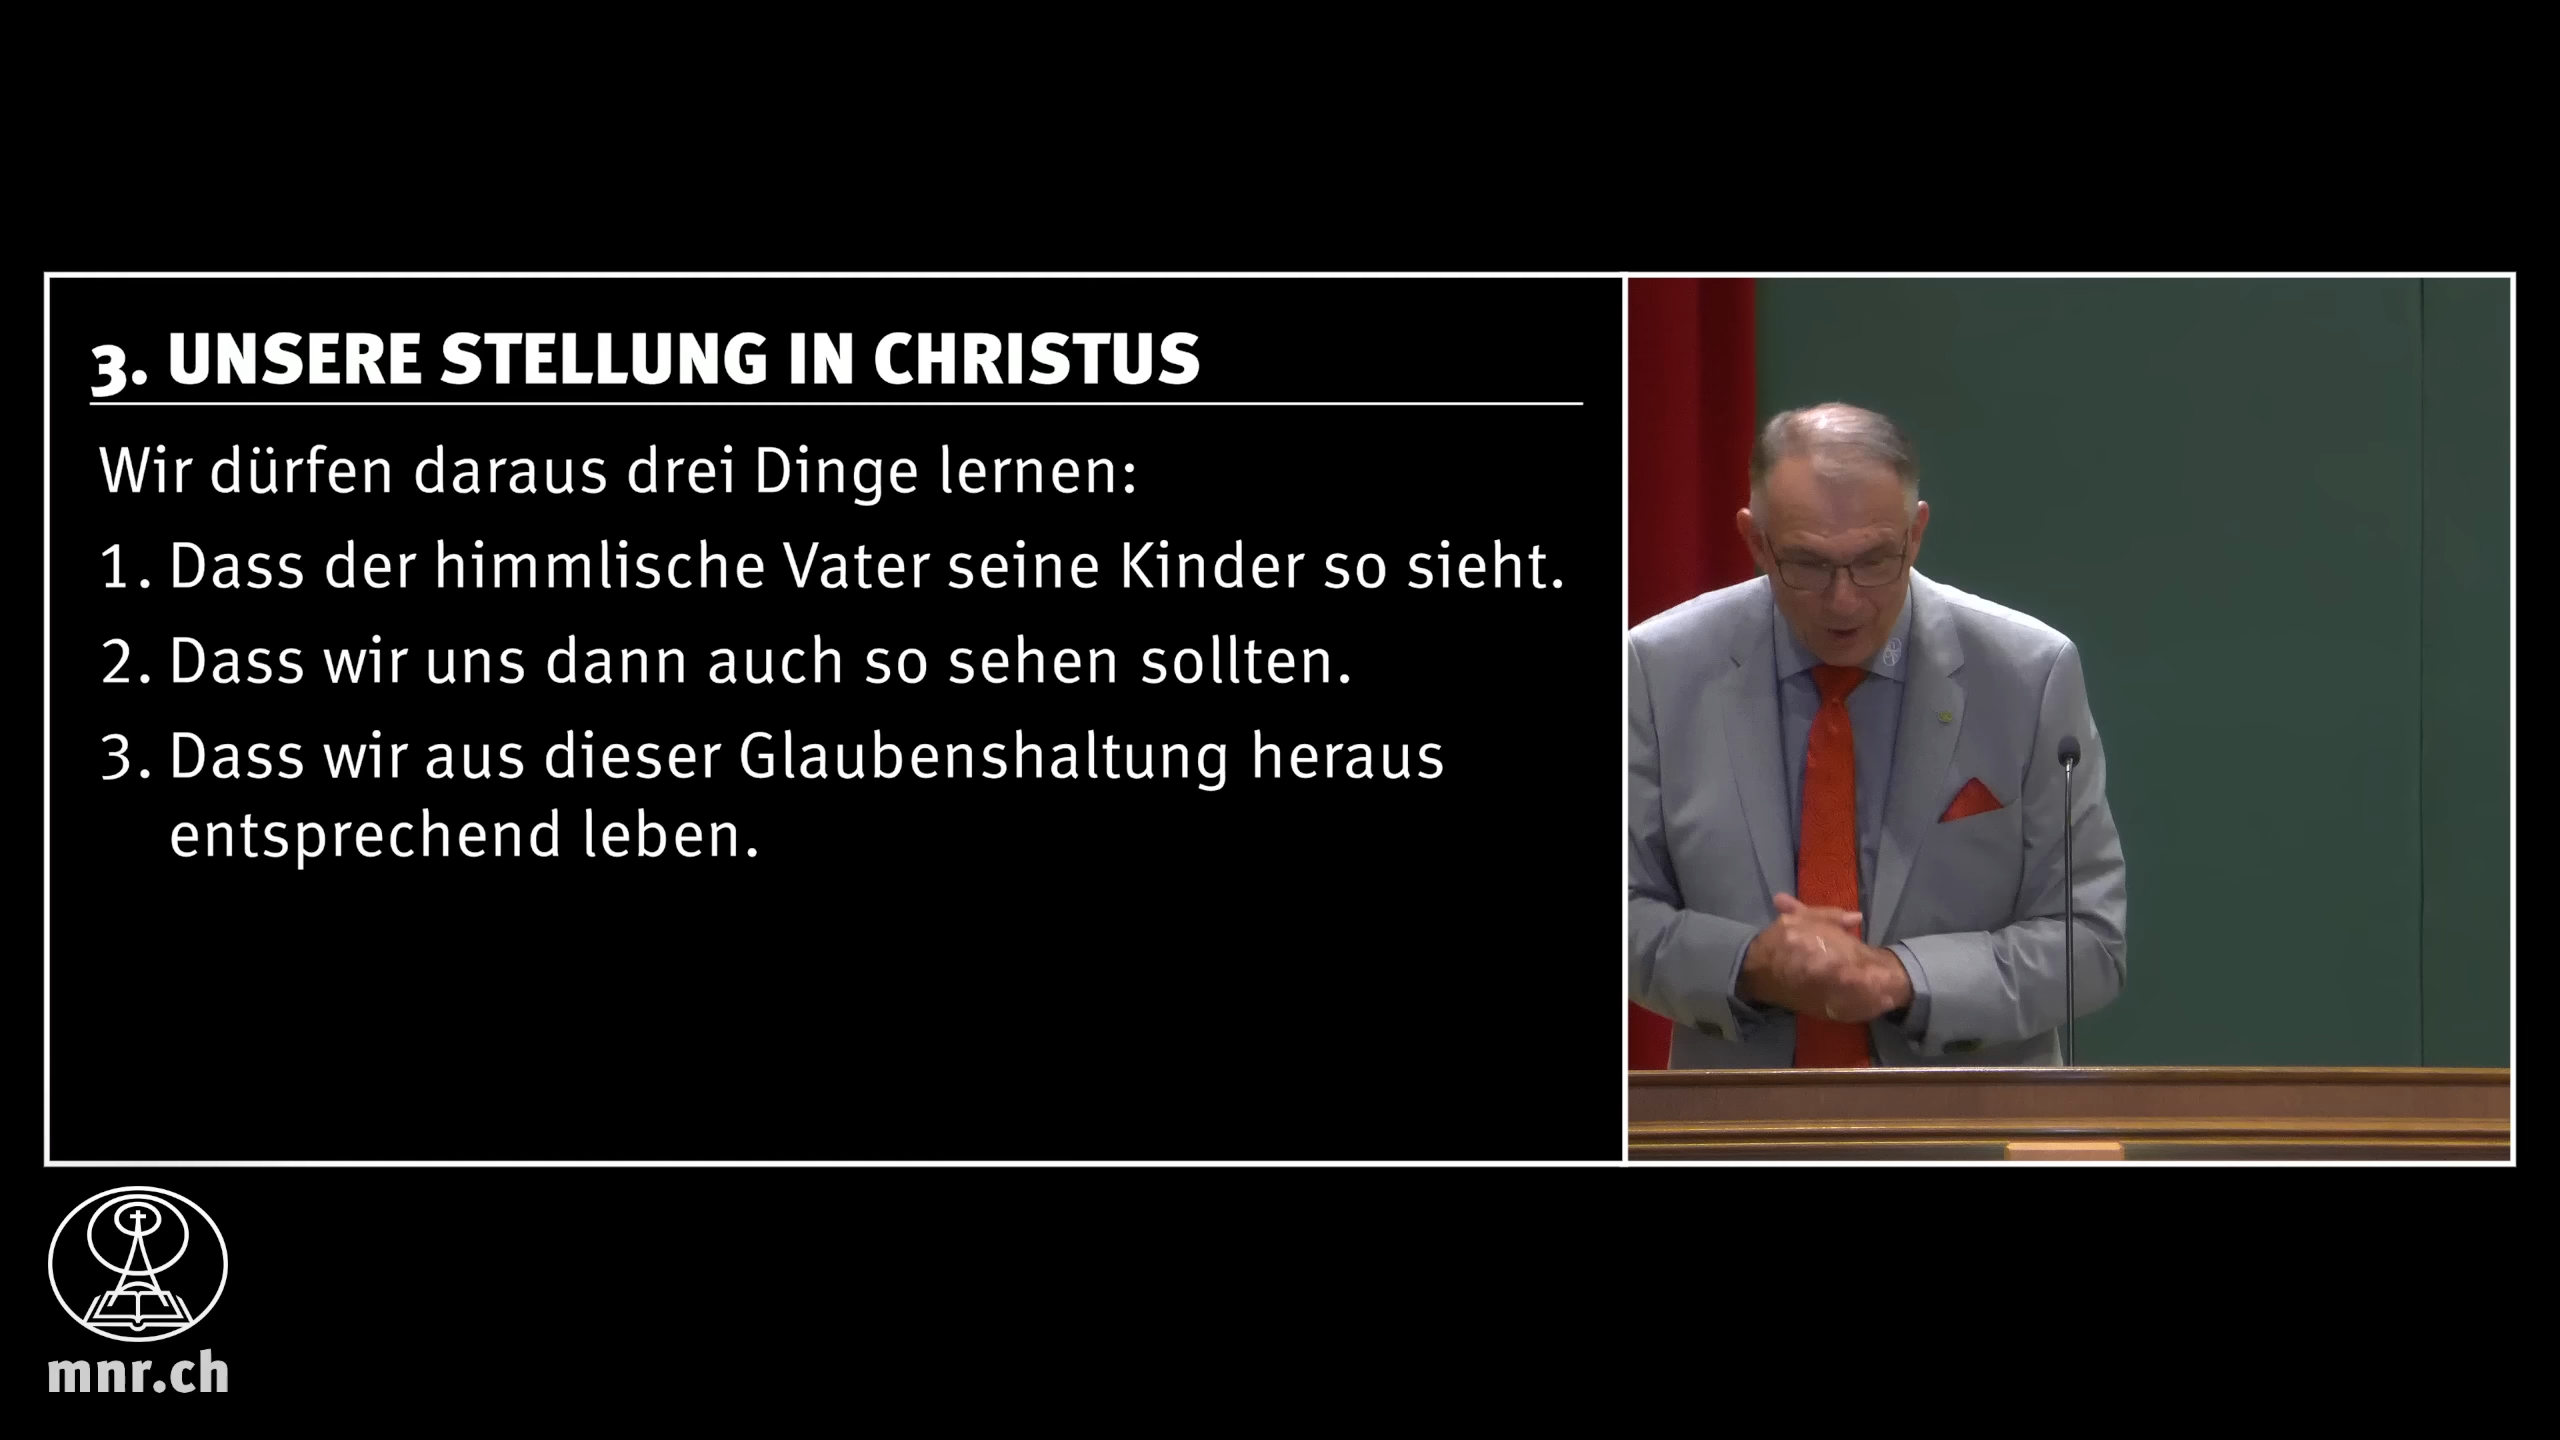 3. UNSERE STELLUNG IN CHRISTUS
Wir dürfen daraus drei Dinge lernen:
1. Dass der himmlische Vater seine Kinder so sieht.
2. Dass wir uns dann auch so sehen sollten.
3. Dass wir aus dieser Glaubenshaltung heraus
entsprechend leben.
mnr.ch